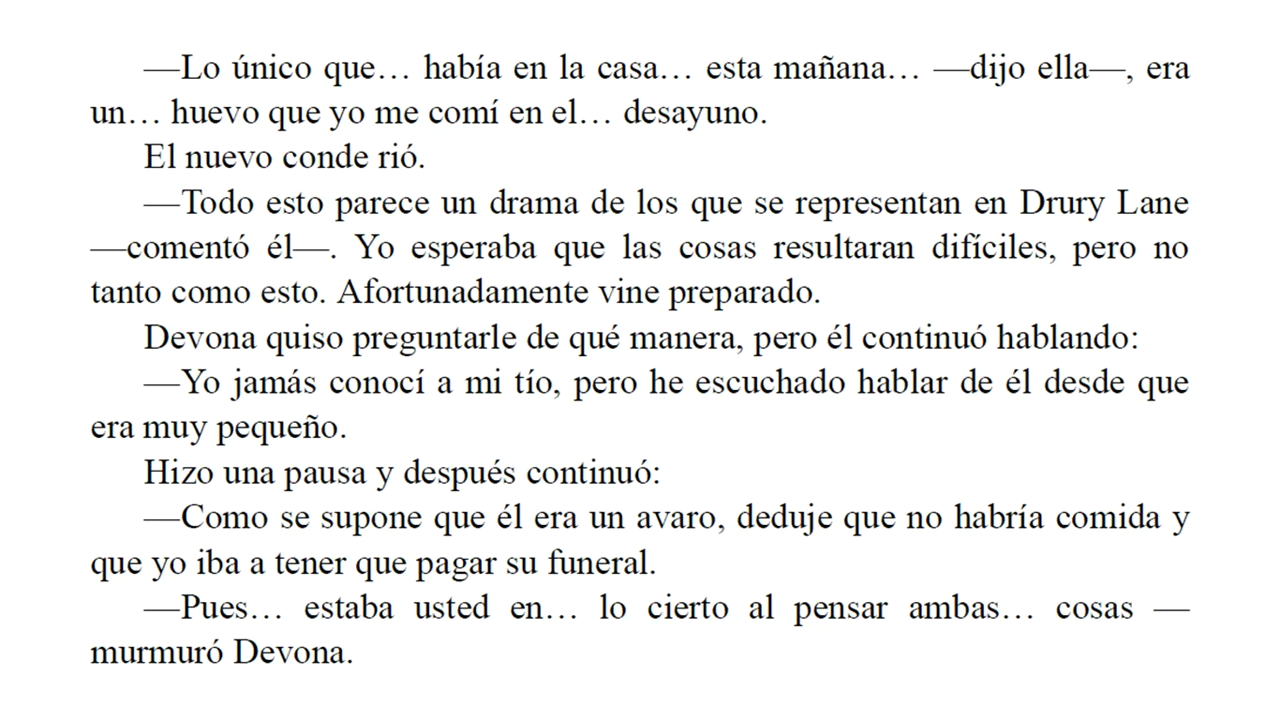 —Lo único que… había en la casa… esta mañana… —dijo ella—, era
un… huevo que yo me comí en el… desayuno.
El nuevo conde rió.
—Todo esto parece un drama de los que se representan en Drury Lane
—comentó él—. Yo esperaba que las cosas resultaran difíciles, pero no
tanto como esto. Afortunadamente vine preparado.
Devona quiso preguntarle de qué manera, pero él continuó hablando:
—Yo jamás conocí a mi tío, pero he escuchado hablar de él desde que
era muy pequeño.
Hizo una pausa y después continuó:
—Como se supone que él era un avaro, deduje que no habría comida y
que yo iba a tener que pagar su funeral.
—Pues… estaba usted en… lo cierto al pensar ambas… cosas —
murmuró Devona.